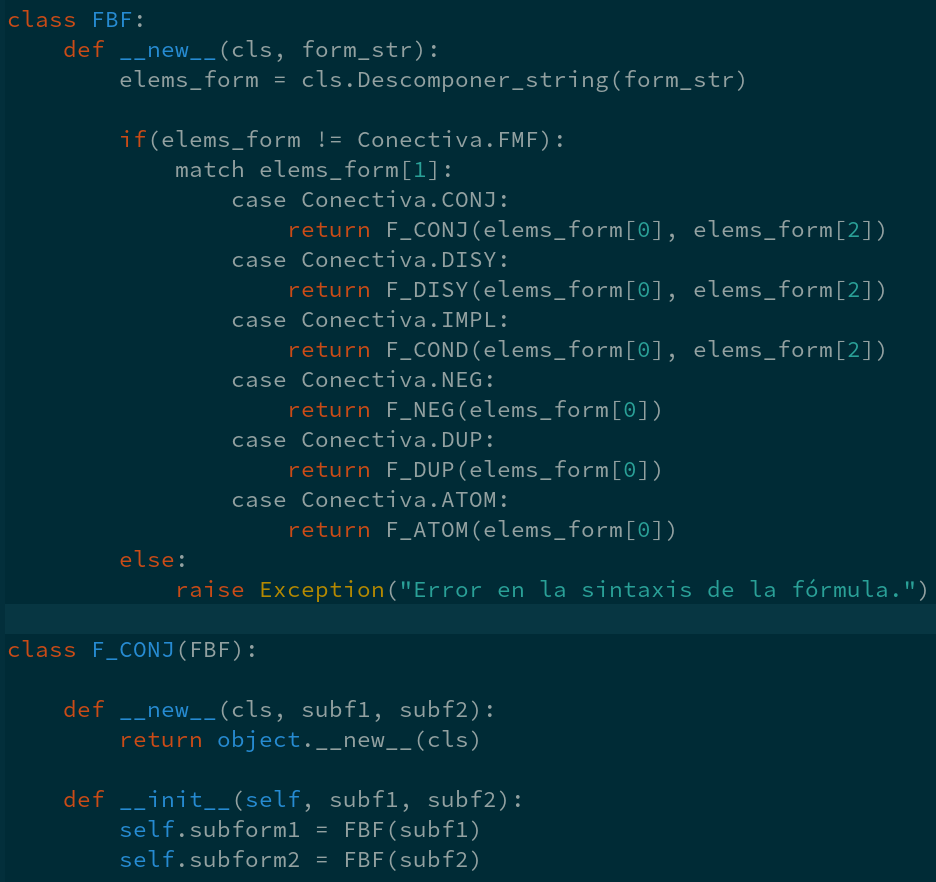 class FBF:
    def __new__(cls, form_str):
        elems_form = cls.Descomponer_string(form_str)

        if(elems_form != Conectiva.FMF):
            match elems_form[1]:
                case Conectiva.CONJ:
                    return F_CONJ(elems_form[0], elems_form[2])
                case Conectiva.DISY:
                    return F_DISY(elems_form[0], elems_form[2])
                case Conectiva.IMPL:
                    return F_COND(elems_form[0], elems_form[2])
                case Conectiva.NEG:
                    return F_NEG(elems_form[0])
                case Conectiva.DUP:
                    return F_DUP(elems_form[0])
                case Conectiva.ATOM:
                    return F_ATOM(elems_form[0])
        else:
            raise Exception("Error en la sintaxis de la fórmula.")

class F_CONJ(FBF):

    def __new__(cls, subf1, subf2):
        return object.__new__(cls)

    def __init__(self, subf1, subf2):
        self.subform1 = FBF(subf1)
        self.subform2 = FBF(subf2)